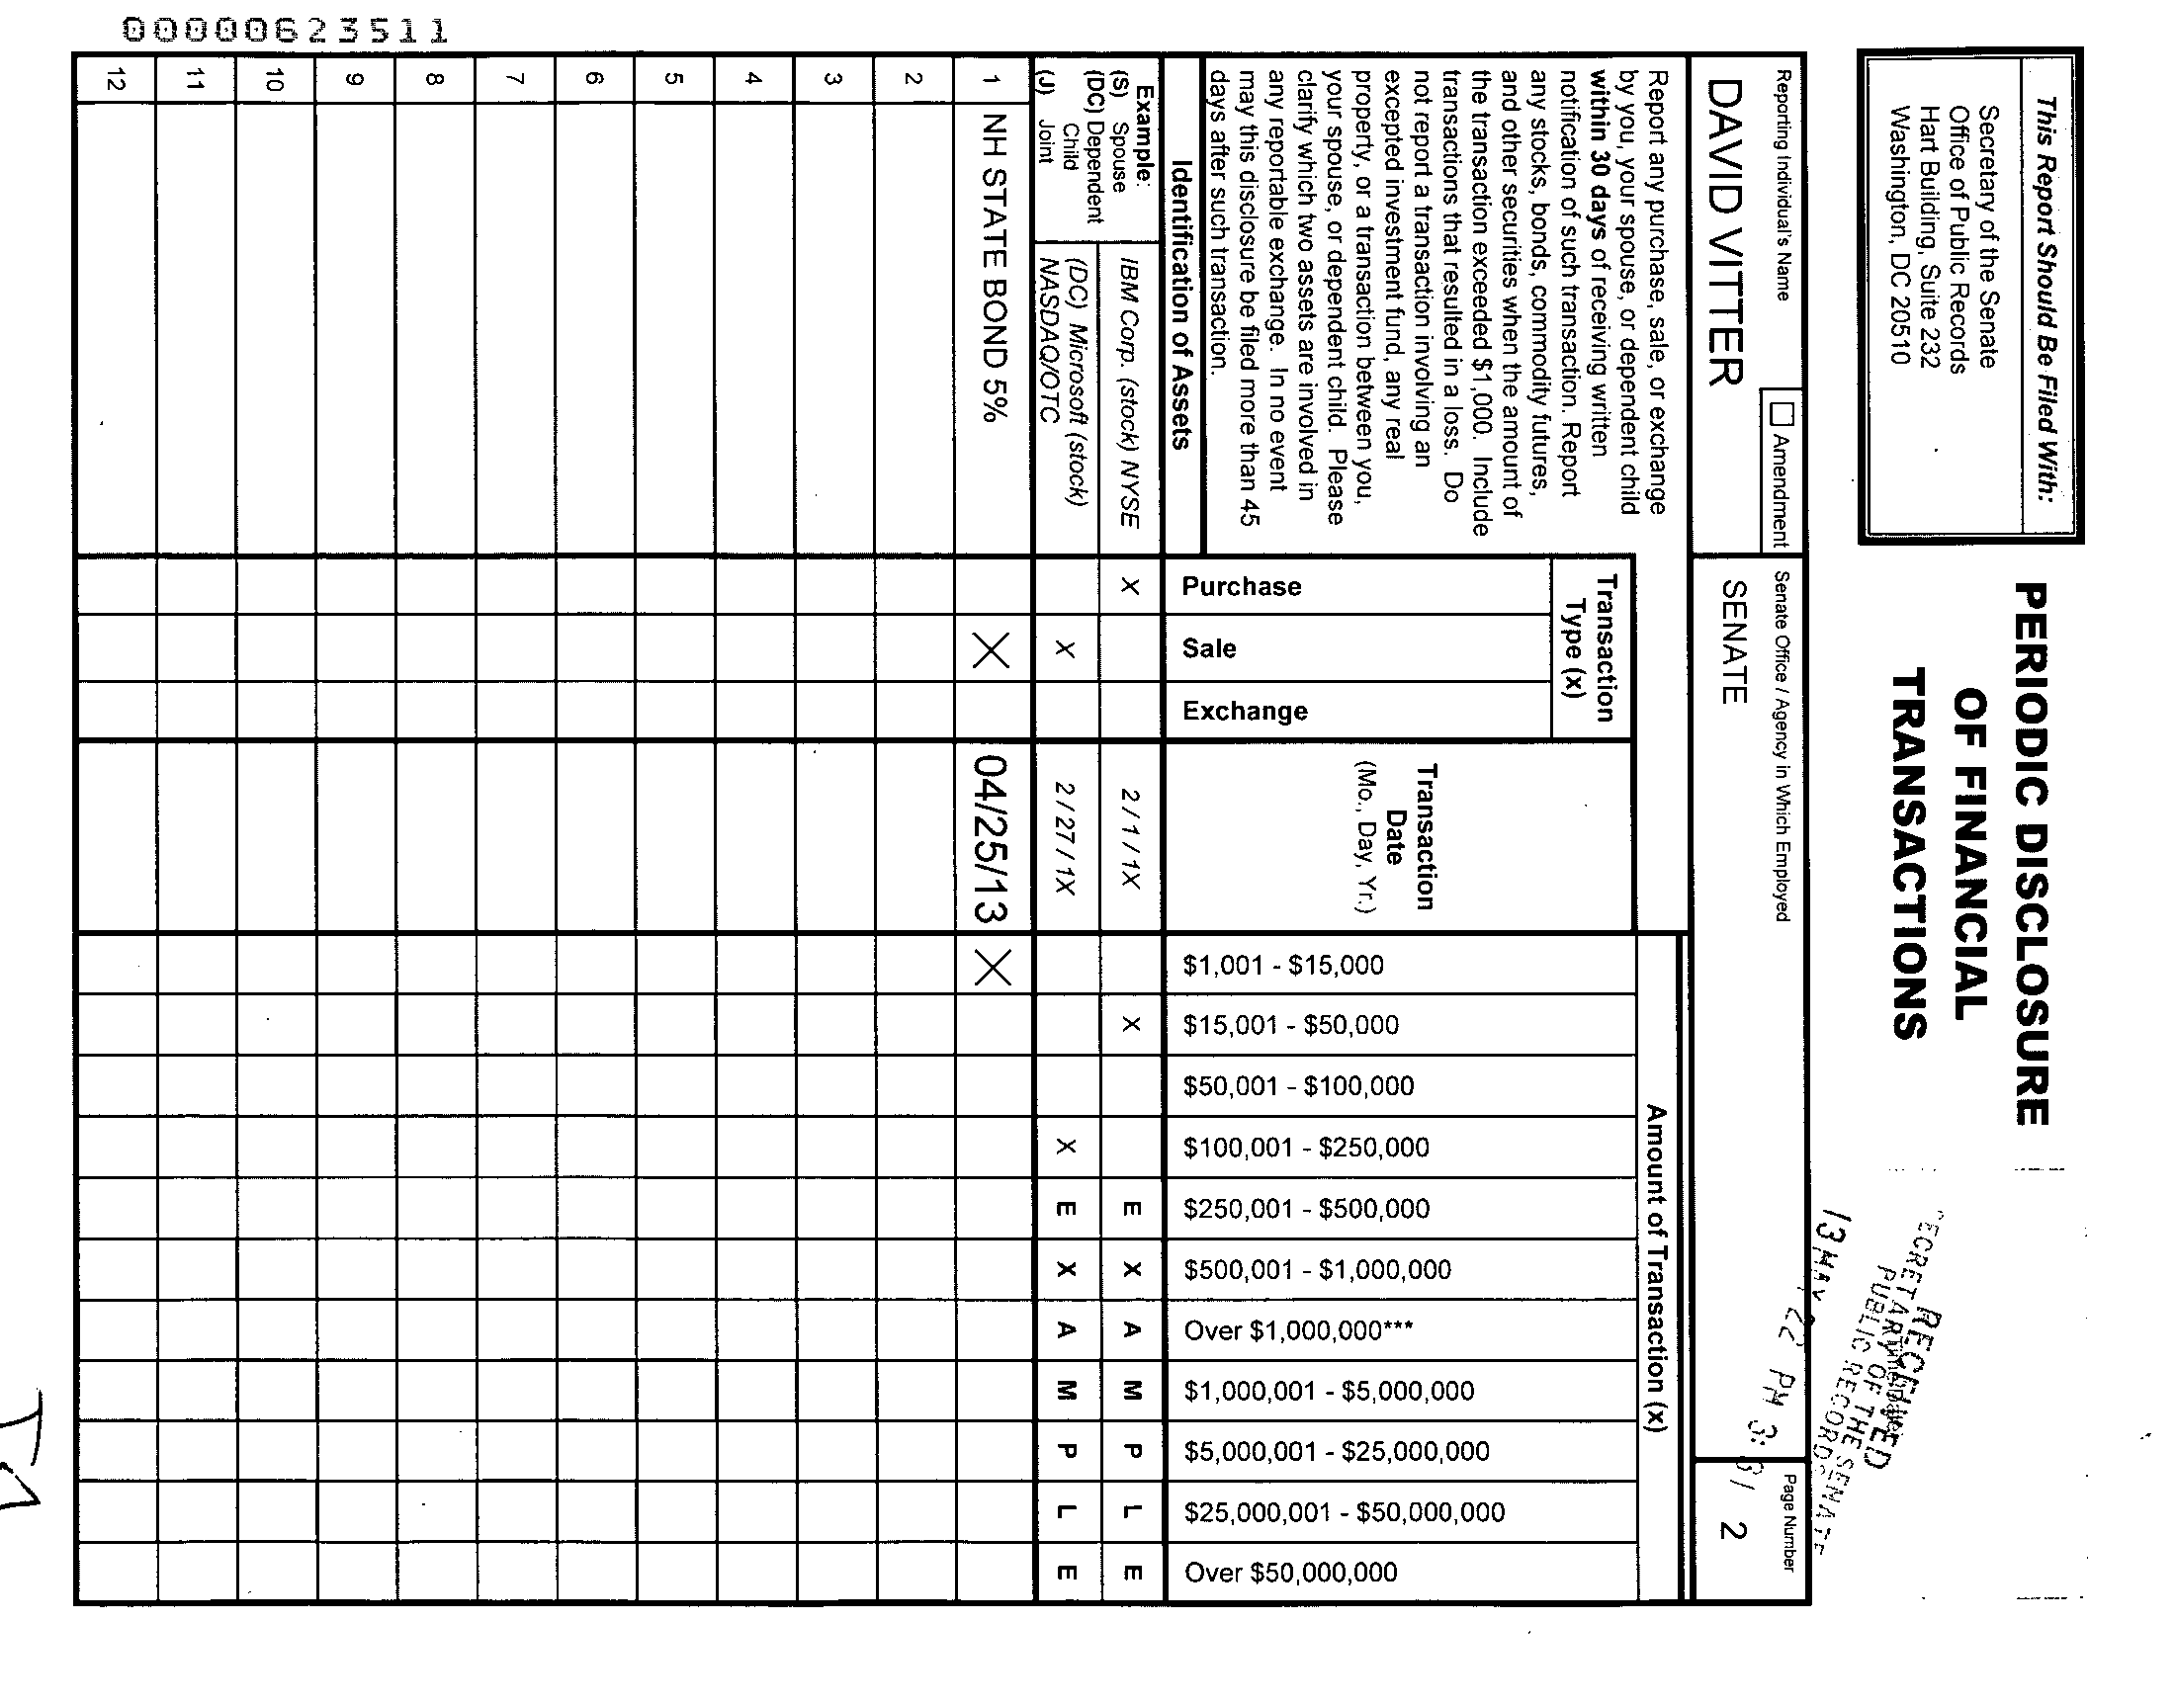 This Report Should Be Filed With:
Secretary of the Senate
Office of Public Records
Hart Building, Suite 232
Washington, DC 20510
PERIODIC DISCLOSURE
OF FINANCIAL
TRANSACTIONS
RECEIVED
SECRETARY OF THE SENATE
PUBLIC RECORDS
PM 3:
Reporting Individual's Name
Amendment
DAVID VITTER
Senate Office / Agency in Which Employed
SENATE
Page Number
2
Report any purchase, sale, or exchange
by you, your spouse, or dependent child
within 30 days of receiving written
notification of such transaction. Report
any stocks, bonds, commodity futures,
and other securities when the amount of
the transaction exceeded $1,000. Include
transactions that resulted in a loss. Do
not report a transaction involving an
excepted investment fund, any real
property, or a transaction between you,
your spouse, or dependent child. Please
clarify which two assets are involved in
any reportable exchange. In no event
may this disclosure be filed more than 45
days after such transaction.
Identification of Assets
Transaction
Type (x)
Purchase
Sale
Exchange
Transaction
Date
(Mo., Day, Yr.)
Amount of Transaction (x)
$1,001 - $15,000
$15,001 - $50,000
$50,001 - $100,000
$100,001 - $250,000
$250,001 - $500,000
$500,001 - $1,000,000
Over $1,000,000***
$1,000,001 - $5,000,000
$5,000,001 - $25,000,000
$25,000,001 - $50,000,000
Over $50,000,000
Example:
(S) Spouse
(DC) Dependent
Child
(J) Joint
IBM Corp. (stock) NYSE X 2 / 1 / 1X X E X A M P L E
(DC) Microsoft (stock)
NASDAQ/OTC X 2 / 27 / 1X X E X A M P L E
1 NH STATE BOND 5% X 04/25/13 X
2
3
4
5
6
7
8
9
10
11
12
00000623511